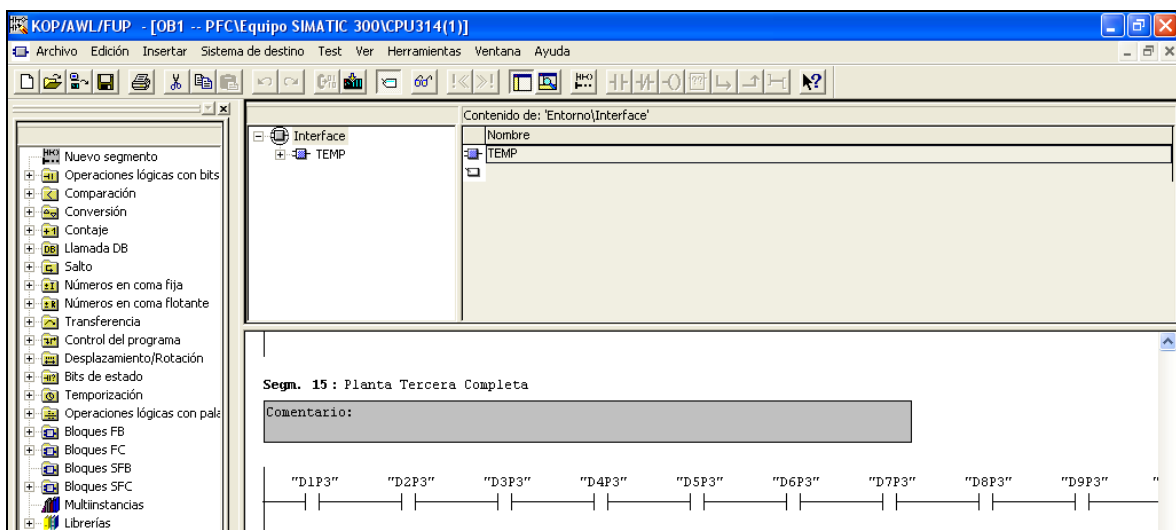 KOP/AWL/FUP - [OB1 -- PFC\Equipo SIMATIC 300\CPU314(1)]
Archivo Edición Insertar Sistema de destino Test Ver Herramientas Ventana Ayuda
Nuevo segmento
Operaciones lógicas con bits
Comparación
Conversión
Contaje
Llamada DB
Salto
Números en coma fija
Números en coma flotante
Transferencia
Control del programa
Desplazamiento/Rotación
Bits de estado
Temporización
Operaciones lógicas con pala
Bloques FB
Bloques FC
Bloques SFB
Bloques SFC
Multiinstancias
Librerías
Interface
TEMP
Contenido de: 'Entorno\Interface'
Nombre
TEMP
Segm. 15 : Planta Tercera Completa
Comentario:
"D1P3" "D2P3" "D3P3" "D4P3" "D5P3" "D6P3" "D7P3" "D8P3" "D9P3" "